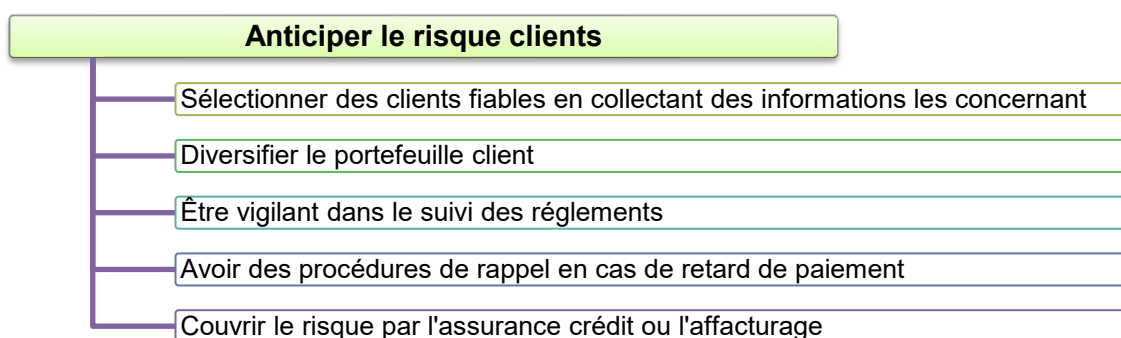 Anticiper le risque clients
Sélectionner des clients fiables en collectant des informations les concernant
Diversifier le portefeuille client
Être vigilant dans le suivi des réglements
Avoir des procédures de rappel en cas de retard de paiement
Couvrir le risque par l'assurance crédit ou l'affacturage